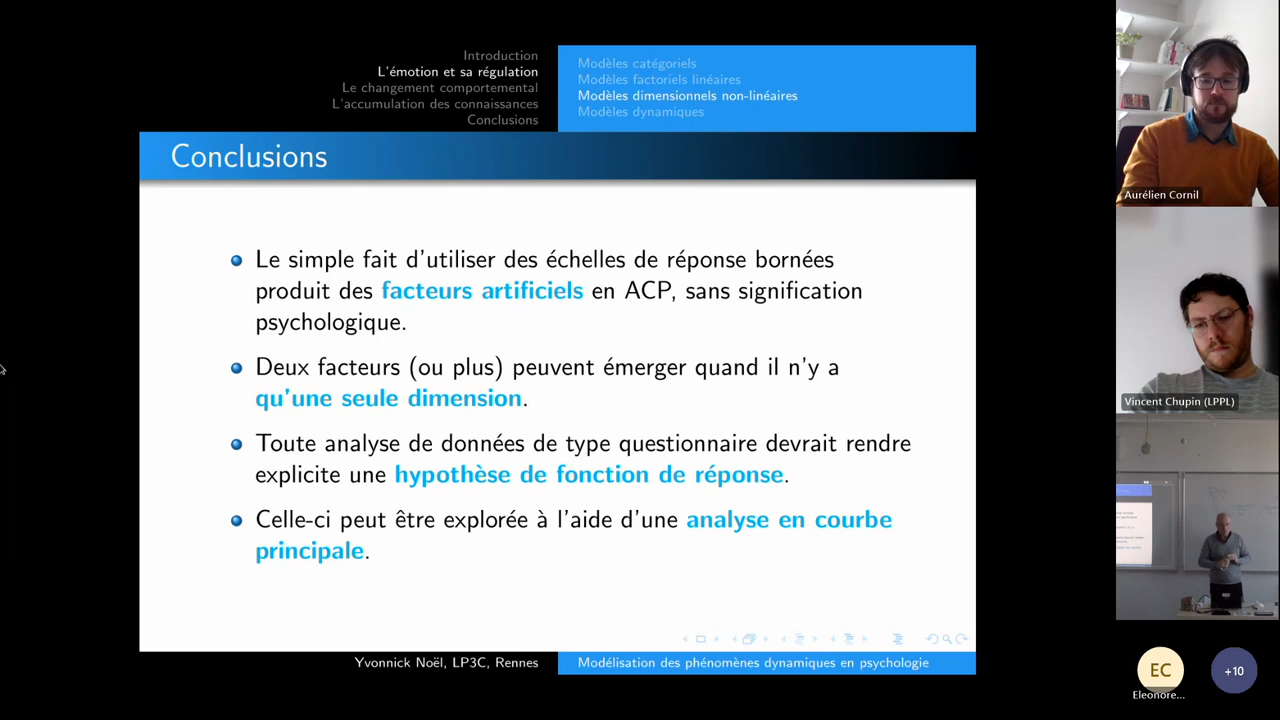 Introduction
L'émotion et sa régulation
Le changement comportemental
L'accumulation des connaissances
Conclusions
Modèles catégoriels
Modèles factoriels linéaires
Modèles dimensionnels non-linéaires
Modèles dynamiques
Conclusions
Le simple fait d'utiliser des échelles de réponse bornées
produit des facteurs artificiels en ACP, sans signification
psychologique.
Deux facteurs (ou plus) peuvent émerger quand il n'y a
qu'une seule dimension.
Toute analyse de données de type questionnaire devrait rendre
explicite une hypothèse de fonction de réponse.
Celle-ci peut être explorée à l'aide d'une analyse en courbe
principale.
Yvonnick Noël, LP3C, Rennes
Modélisation des phénomènes dynamiques en psychologie
Aurélien Cornil
Vincent Chupin (LPPL)
EC
Eleonore...
+10